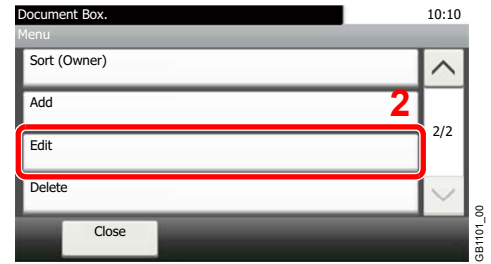 Document Box.
10:10
Menu
Sort (Owner)
Add
2
2/2
Edit
Delete
Close
GB1101_00